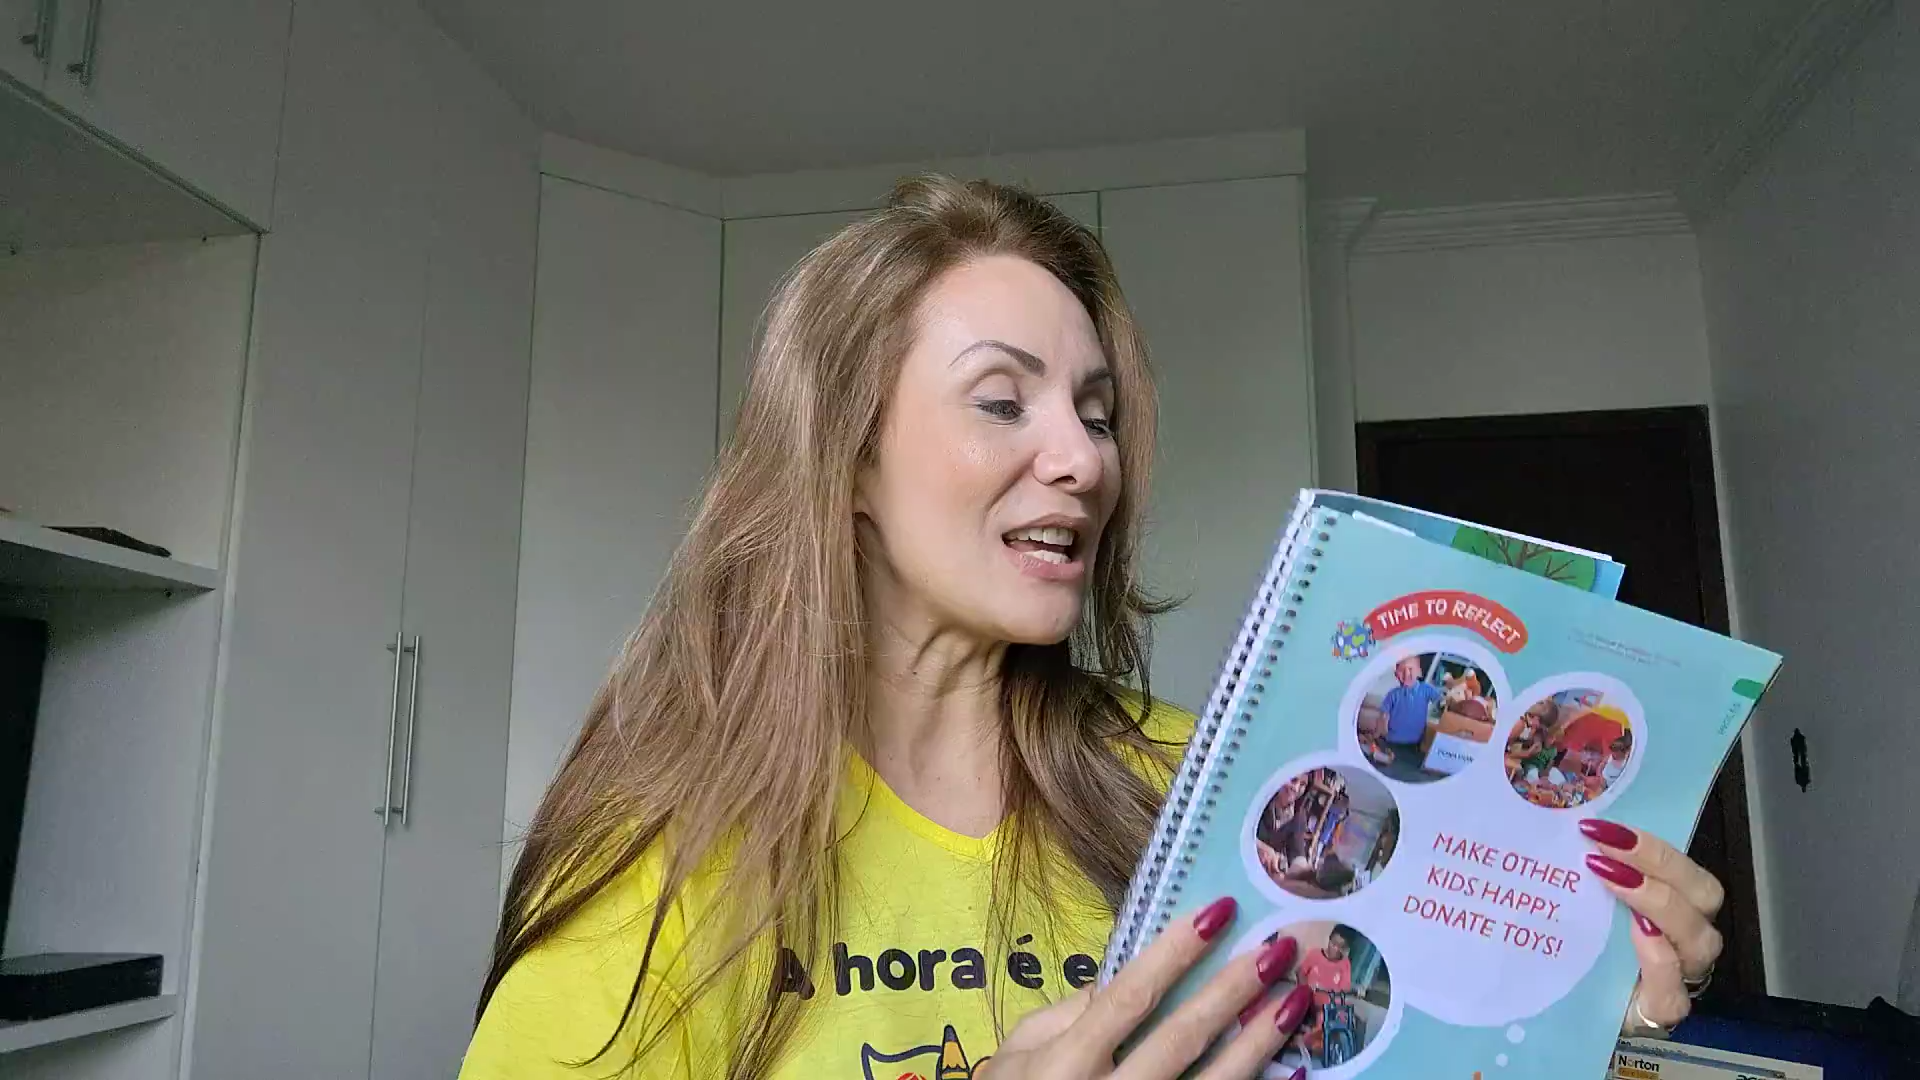 TIME TO REFLECT
MAKE OTHER
KIDS HAPPY.
DONATE TOYS!
A hora é e
Norton